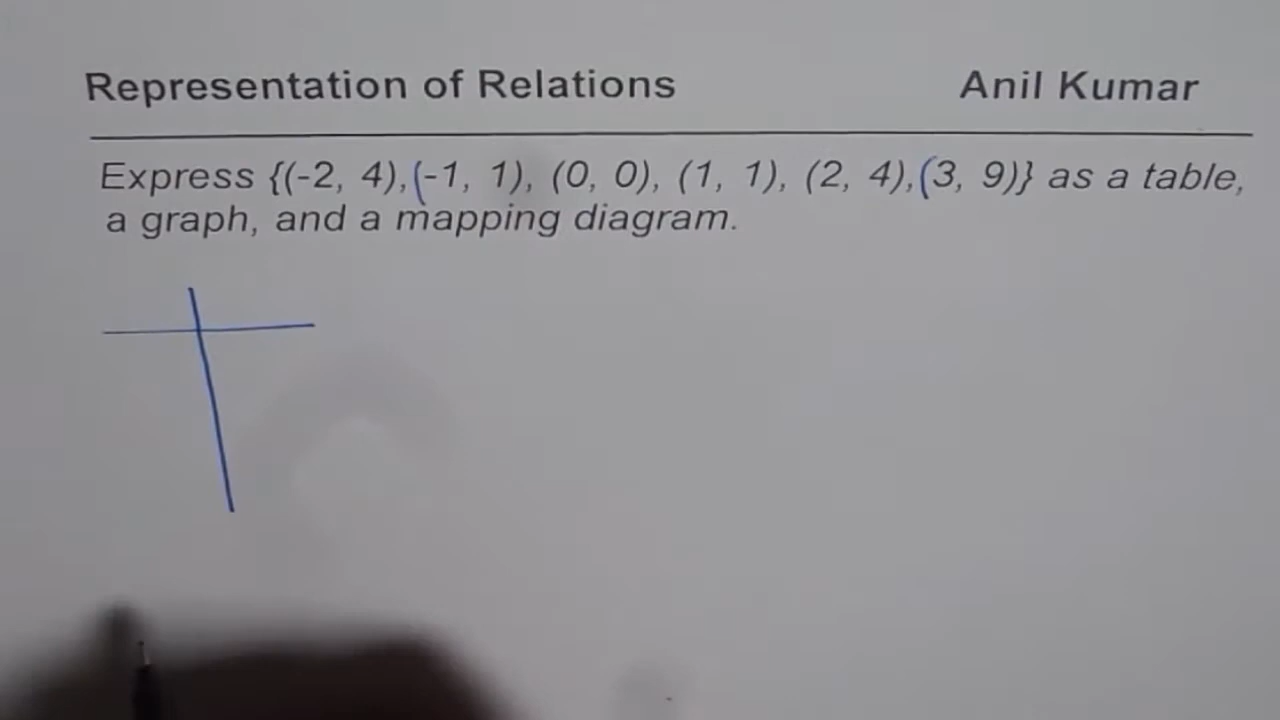 Representation of Relations Anil Kumar
Express {(-2, 4),(-1, 1), (0, 0), (1, 1), (2, 4),(3, 9)} as a table,
a graph, and a mapping diagram.